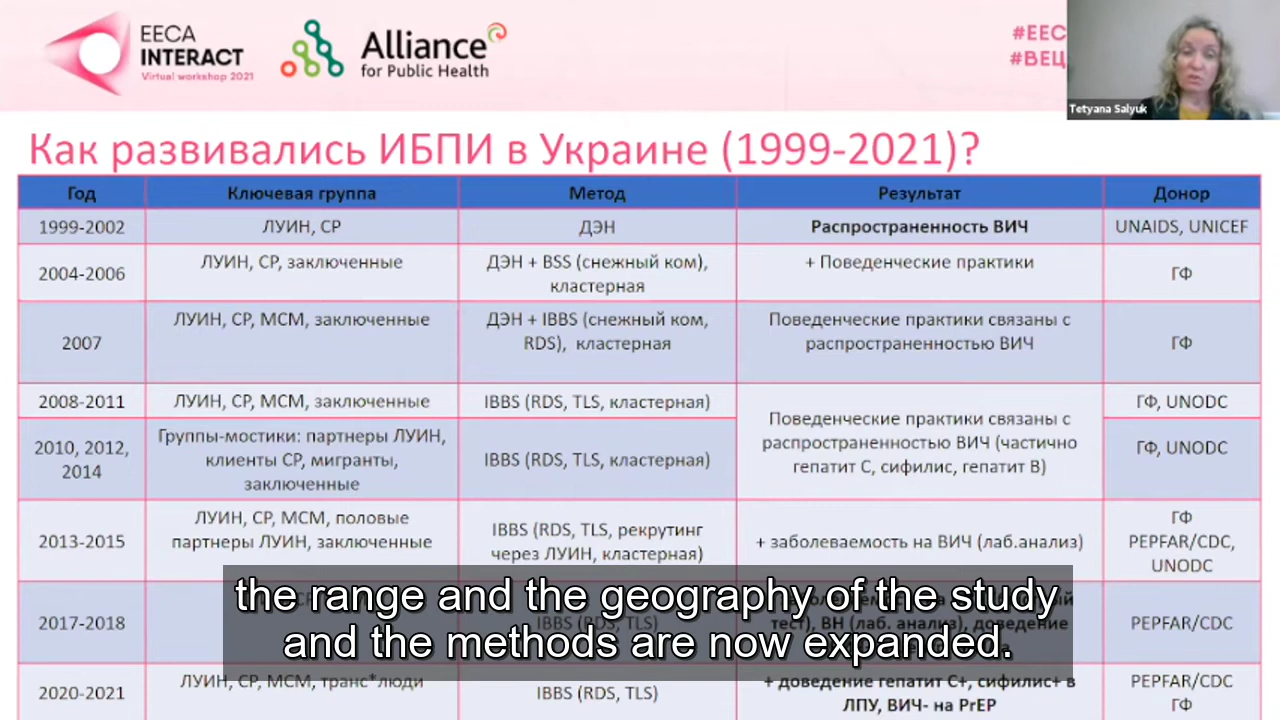 EECA
INTERACT
Virtual workshop 2021
Alliance
for Public Health
#EEC
#ВЕЦ
Tetyana Salyuk
Как развивались ИБПИ в Украине (1999-2021)?
Год Ключевая группа Метод Результат Донор
1999-2002 ЛУИН, СР ДЭН Распространенность ВИЧ UNAIDS, UNICEF
2004-2006 ЛУИН, СР, заключенные ДЭН + BSS (снежный ком),
кластерная + Поведенческие практики ГФ
2007 ЛУИН, СР, МСМ, заключенные ДЭН + IBBS (снежный ком,
RDS), кластерная Поведенческие практики связаны с
распространенностью ВИЧ ГФ
2008-2011 ЛУИН, СР, МСМ, заключенные IBBS (RDS, TLS, кластерная) ГФ, UNODC
Поведенческие практики связаны с
распространенностью ВИЧ (частично
гепатит С, сифилис, гепатит В)
2010, 2012,
2014 Группы-мостики: партнеры ЛУИН,
клиенты СР, мигранты,
заключенные IBBS (RDS, TLS, кластерная) ГФ, UNODC
2013-2015 ЛУИН, СР, МСМ, половые
партнеры ЛУИН, заключенные IBBS (RDS, TLS, рекрутинг
через ЛУИН, кластерная) + заболеваемость на ВИЧ (лаб.анализ) ГФ
PEPFAR/CDC,
UNODC
2017-2018 IBBS (RDS, TLS) тест), ВН (лаб. анализ), доведение PEPFAR/CDC
the range and the geography of the study
and the methods are now expanded.
2020-2021 ЛУИН, СР, МСМ, транс*люди IBBS (RDS, TLS) + доведение гепатит С+, сифилис+ в
ЛПУ, ВИЧ- на PrEP PEPFAR/CDC
ГФ